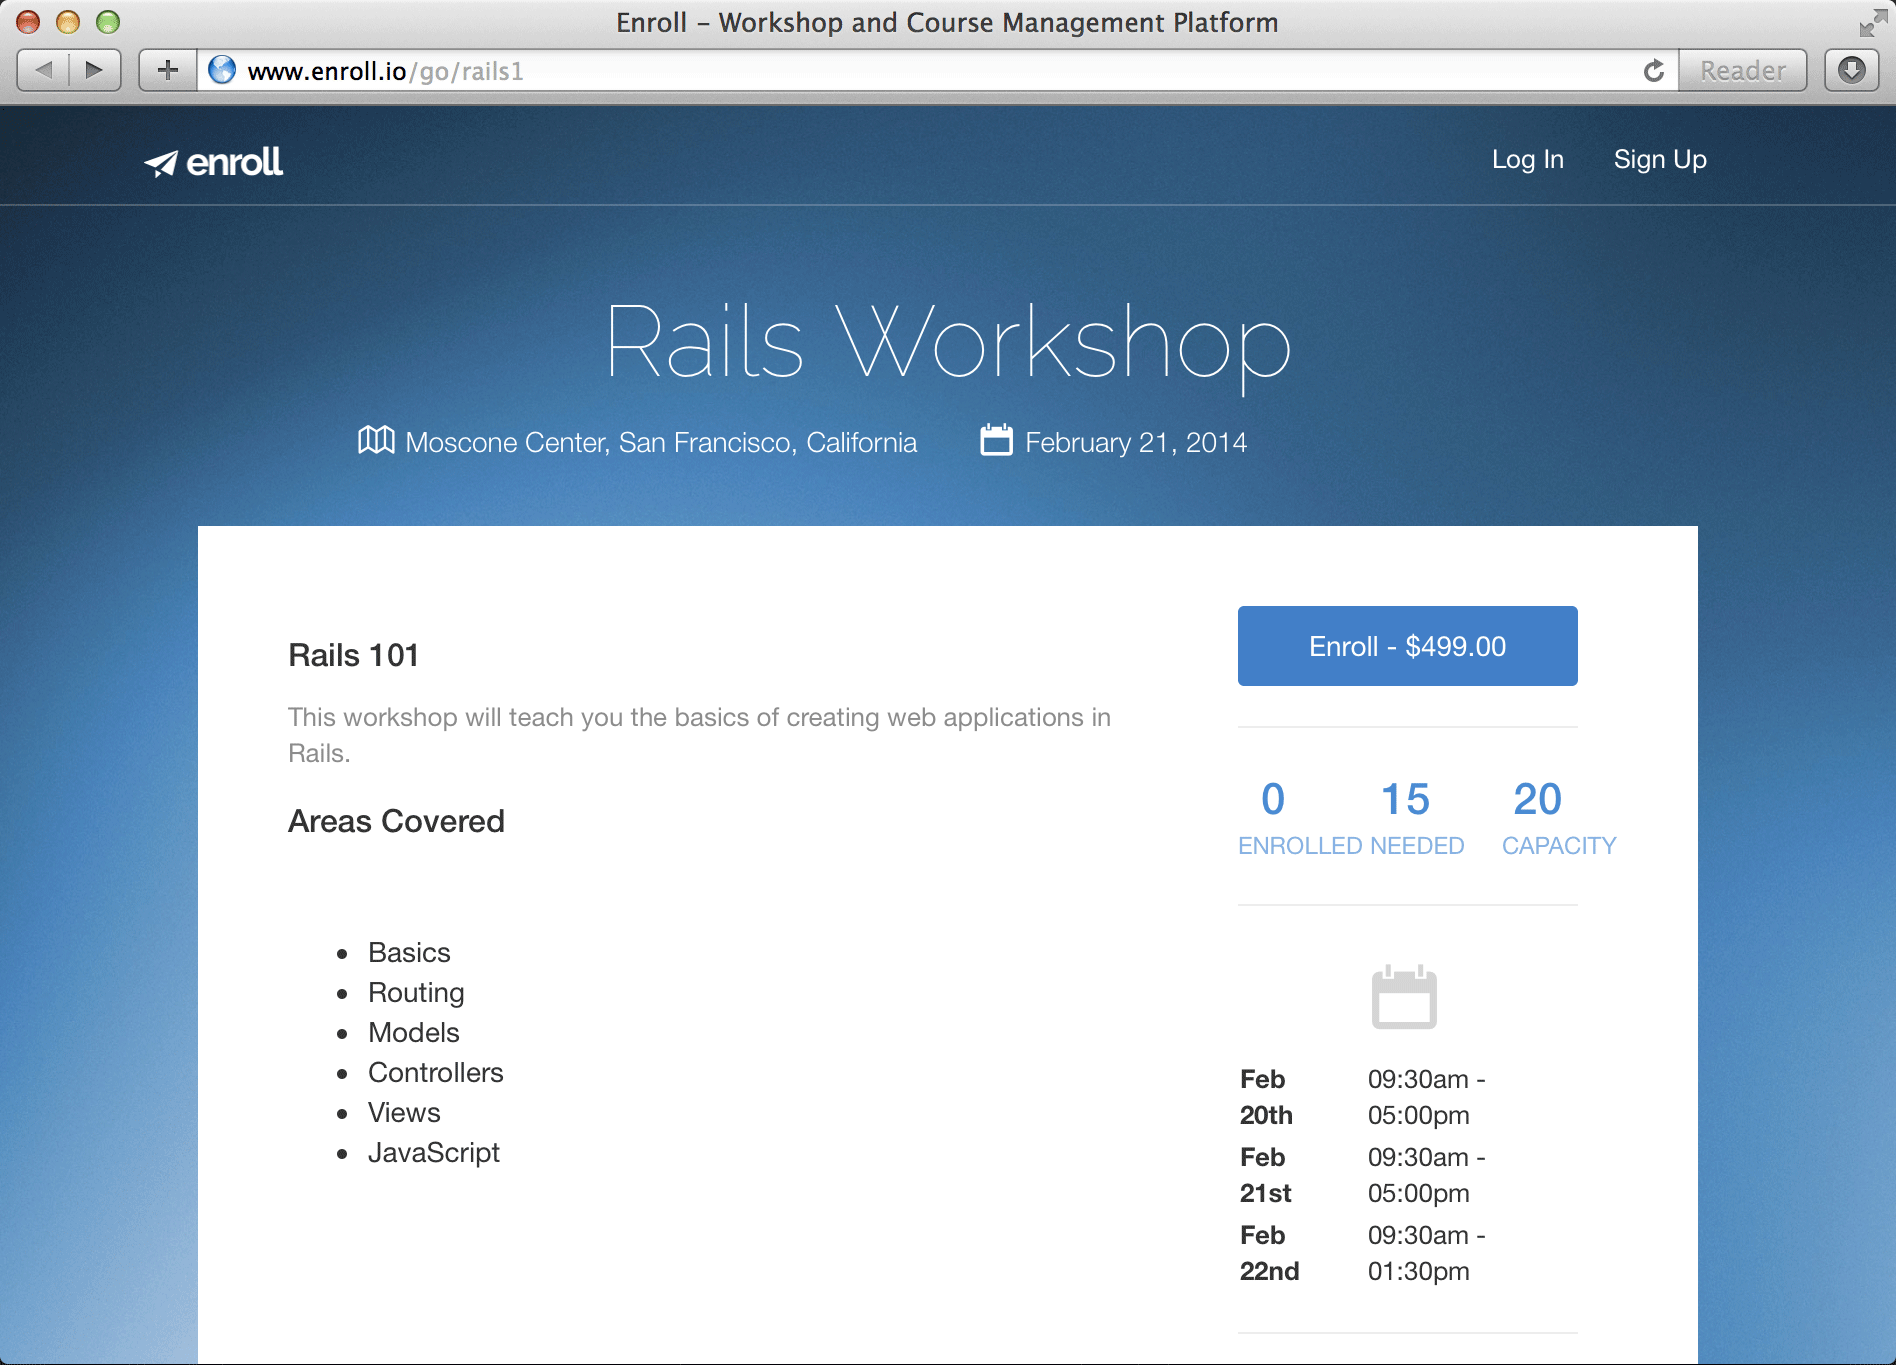 Enroll – Workshop and Course Management Platform
www.enroll.io/go/rails1
Reader
enroll
Log In
Sign Up
Rails Workshop
Moscone Center, San Francisco, California
February 21, 2014
Rails 101
This workshop will teach you the basics of creating web applications in
Rails.
Areas Covered
• Basics
• Routing
• Models
• Controllers
• Views
• JavaScript
Enroll - $499.00
0 15 20
ENROLLED NEEDED CAPACITY
Feb 09:30am -
20th 05:00pm
Feb 09:30am -
21st 05:00pm
Feb 09:30am -
22nd 01:30pm